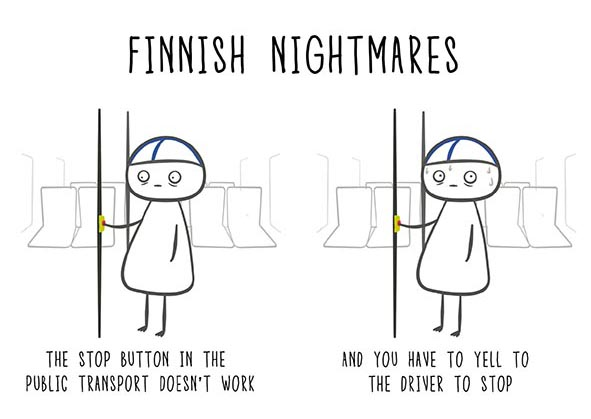 FINNISH NIGHTMARES
THE STOP BUTTON IN THE
PUBLIC TRANSPORT DOESN'T WORK
AND YOU HAVE TO YELL TO
THE DRIVER TO STOP